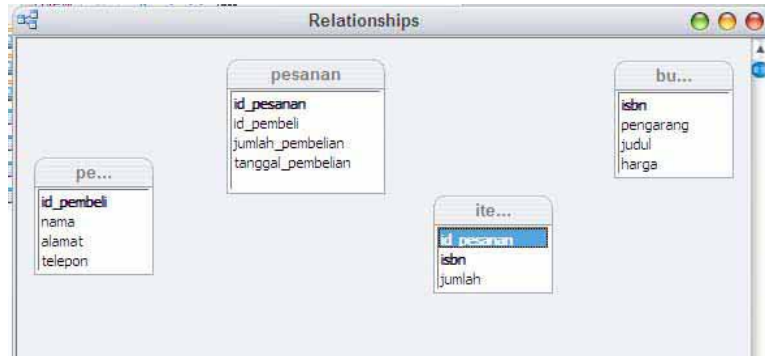 Relationships
pe...
id_pembeli
nama
alamat
telepon
pesanan
id_pesanan
id_pembeli
jumlah_pembelian
tanggal_pembelian
ite...
id_pesanan
isbn
jumlah
bu...
isbn
pengarang
judul
harga